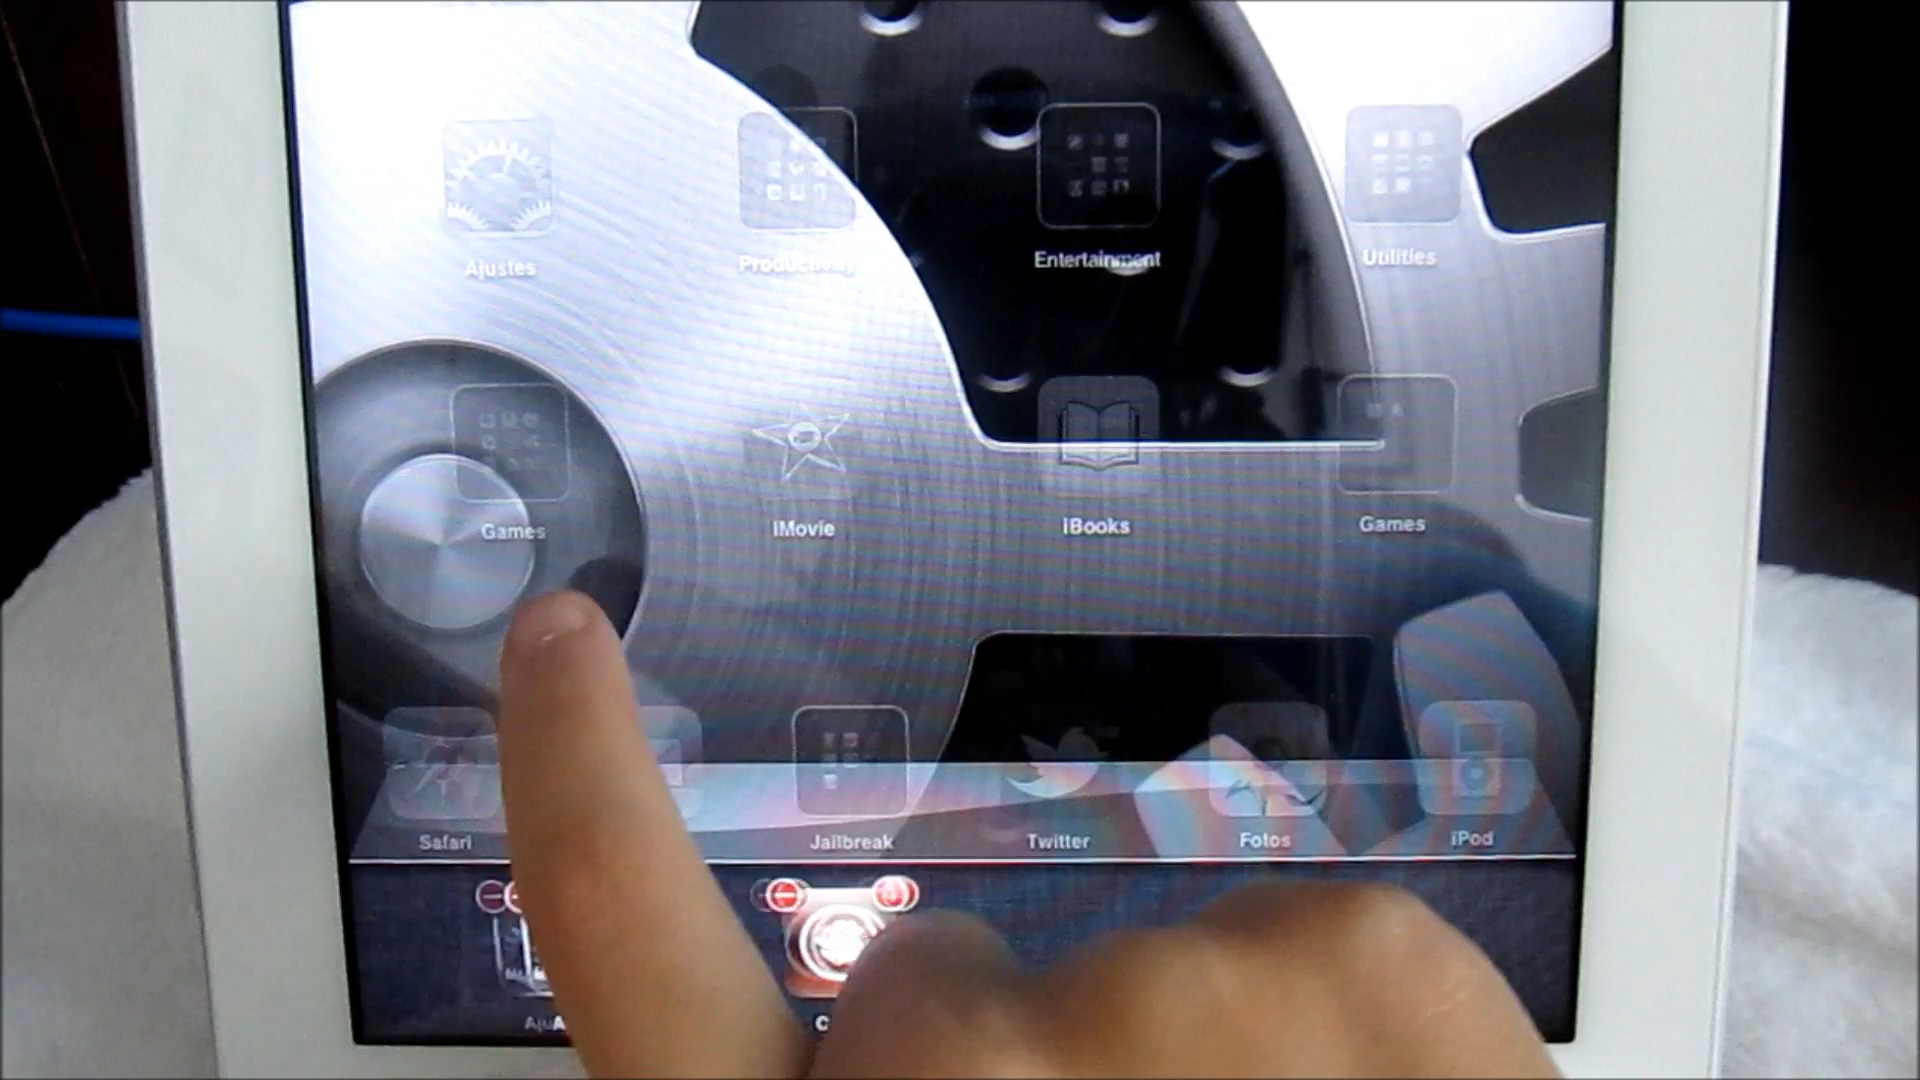 Ajustes
Productivity
Entertainment
Utilities
Games
iMovie
iBooks
Games
Safari
Jailbreak
Twitter
Fotos
iPod